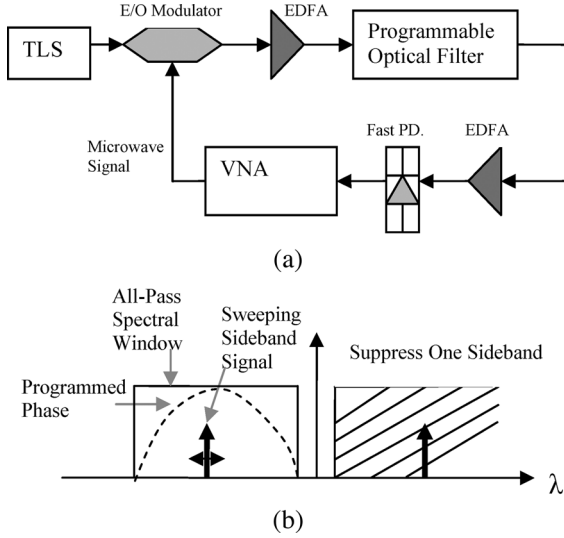 E/O Modulator
EDFA
TLS
Programmable
Optical Filter
Microwave
Signal
VNA
Fast PD.
EDFA
(a)
All-Pass
Spectral
Window
Sweeping
Sideband
Signal
Suppress One Sideband
Programmed
Phase
λ
(b)